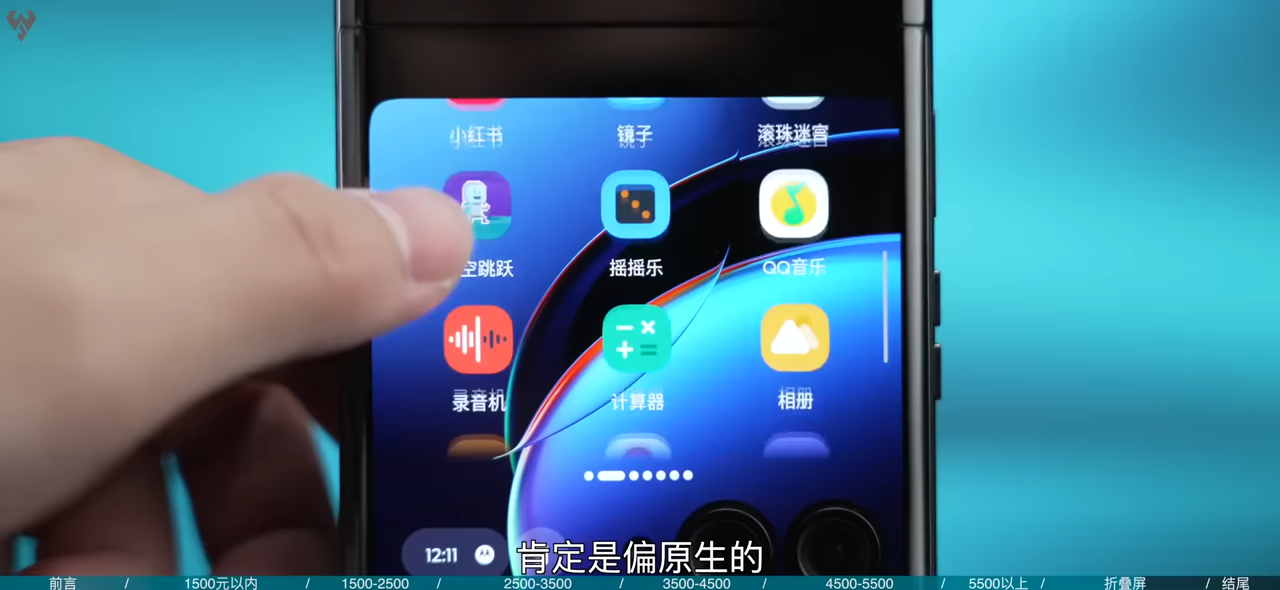 小红书 镜子 滚珠迷宫
空跳跃 摇摇乐 QQ音乐
录音机 计算器 相册
12:11
肯定是偏原生的
前言 / 1500元以内 / 1500-2500 / 2500-3500 / 3500-4500 / 4500-5500 / 5500以上 / 折叠屏 / 结尾